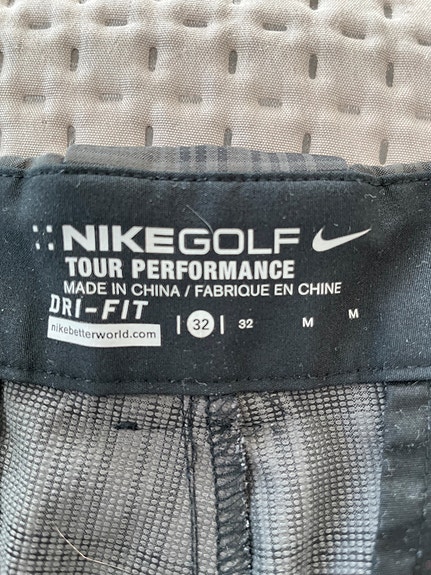 NIKEGOLF
TOUR PERFORMANCE
MADE IN CHINA / FABRIQUE EN CHINE
DRI-FIT
nikebetterworld.com | 32 | 32 M M